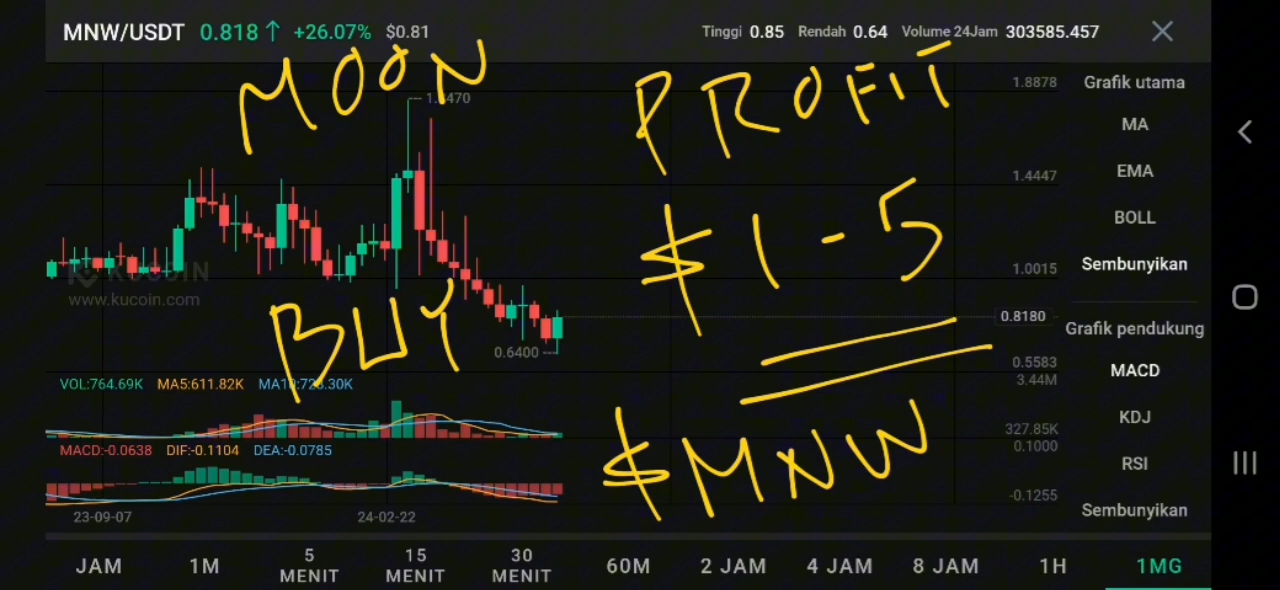 MNW/USDT 0.818 ↑ +26.07% $0.81 Tinggi 0.85 Rendah 0.64 Volume 24Jam 303585.457
MOON
PROFIT
$1-5
BUY
$MNW
1.8878
1.4447
1.0015
0.8180
0.5583
3.44M
327.85K
0.1000
-0.1255
0.6400
KUCOIN
www.kucoin.com
VOL:764.69K MA5:611.82K
MACD:-0.0638 DIF:-0.1104 DEA:-0.0785
23-09-07 24-02-22
Grafik utama
MA
EMA
BOLL
Sembunyikan
Grafik pendukung
MACD
KDJ
RSI
Sembunyikan
JAM 1M 5 MENIT 15 MENIT 30 MENIT 60M 2 JAM 4 JAM 8 JAM 1H 1MG